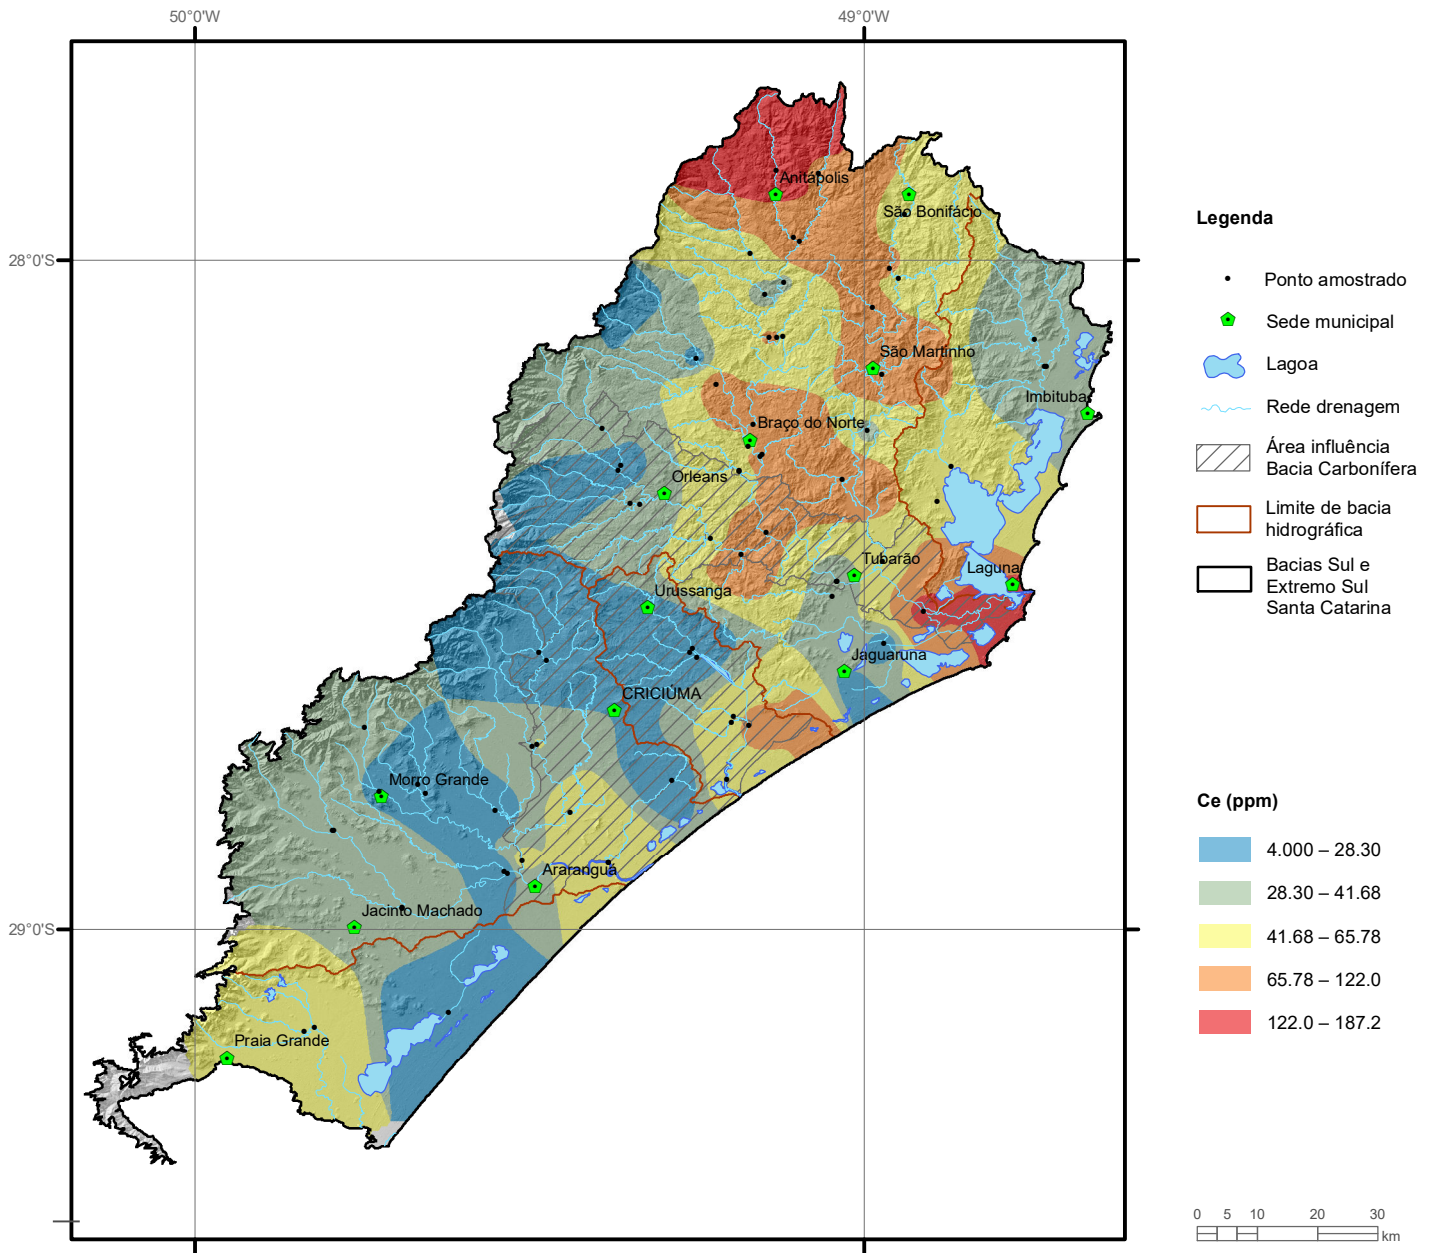 50°0'W
49°0'W
28°0'S
29°0'S
Anitápolis
São Bonifácio
São Martinho
Imbituba
Braço do Norte
Orleans
Tubarão
Laguna
Urussanga
Jaguaruna
CRICIÚMA
Morro Grande
Araranguá
Jacinto Machado
Praia Grande
Legenda
Ponto amostrado
Sede municipal
Lagoa
Rede drenagem
Área influência
Bacia Carbonífera
Limite de bacia
hidrográfica
Bacias Sul e
Extremo Sul
Santa Catarina
Ce (ppm)
4.000 – 28.30
28.30 – 41.68
41.68 – 65.78
65.78 – 122.0
122.0 – 187.2
0 5 10 20 30
km